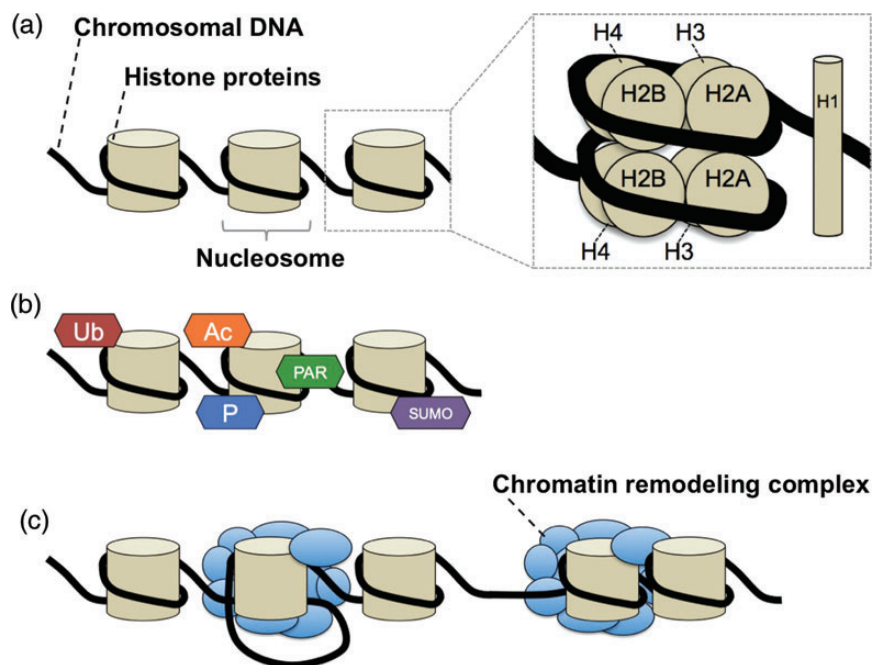 (a)
Chromosomal DNA
Histone proteins
Nucleosome
H4
H3
H2B
H2A
H1
H2B
H2A
H4
H3
(b)
Ub
Ac
PAR
P
SUMO
Chromatin remodeling complex
(c)